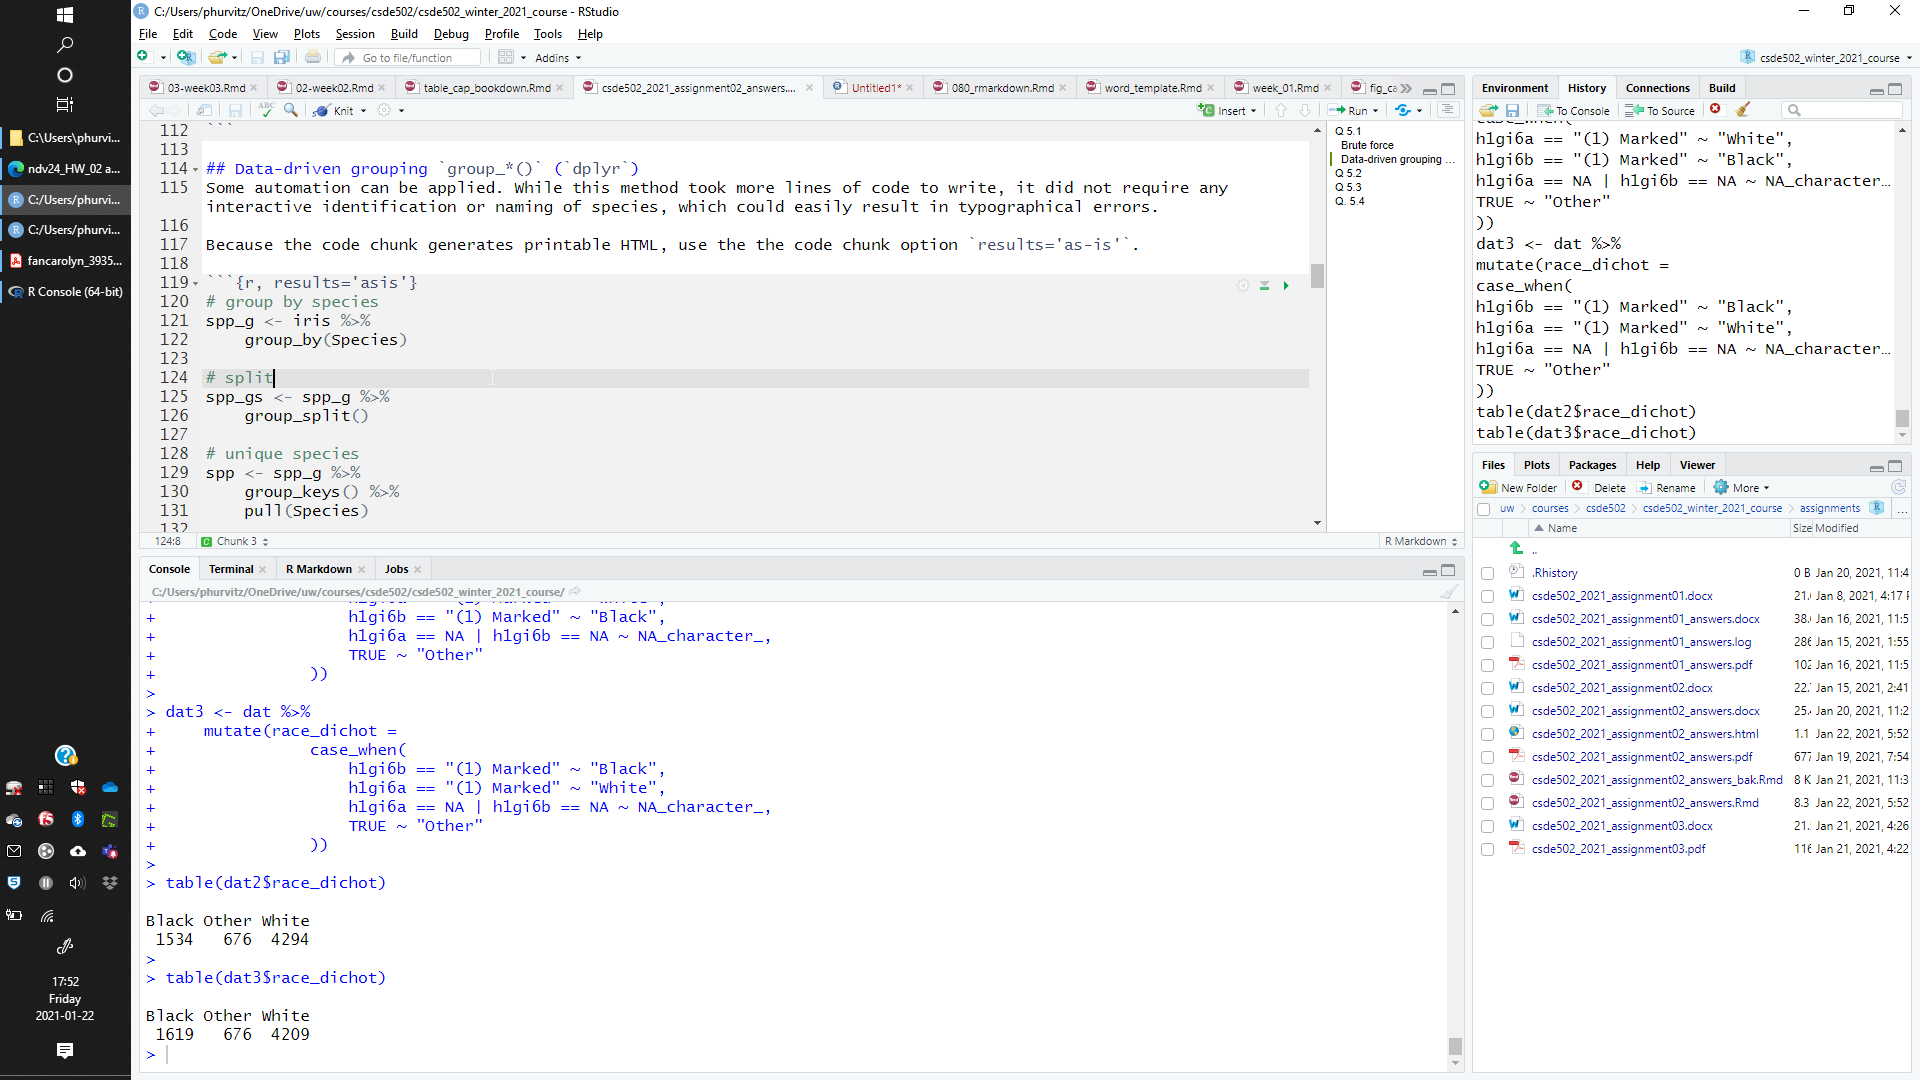 C:/Users/phurvitz/OneDrive/uw/courses/csde502/csde502_winter_2021_course - RStudio
File Edit Code View Plots Session Build Debug Profile Tools Help
Go to file/function Addins csde502_winter_2021_course
03-week03.Rmd 02-week02.Rmd table_cap_bookdown.Rmd csde502_2021_assignment02_answers.... Untitled1* 080_rmarkdown.Rmd word_template.Rmd week_01.Rmd fig_ca
ABC Knit Insert Run
112 ```
113
114 ## Data-driven grouping `group_*()` (`dplyr`)
115 Some automation can be applied. While this method took more lines of code to write, it did not require any
interactive identification or naming of species, which could easily result in typographical errors.
116
117 Because the code chunk generates printable HTML, use the the code chunk option `results='as-is'`.
118
119 ```{r, results='asis'}
120 # group by species
121 spp_g <- iris %>%
122 group_by(Species)
123
124 # split
125 spp_gs <- spp_g %>%
126 group_split()
127
128 # unique species
129 spp <- spp_g %>%
130 group_keys() %>%
131 pull(Species)
132
124:8 Chunk 3 R Markdown
Q 5.1
Brute force
Data-driven grouping ...
Q 5.2
Q 5.3
Q. 5.4
Console Terminal R Markdown Jobs
C:/Users/phurvitz/OneDrive/uw/courses/csde502/csde502_winter_2021_course/
+ h1gi6b == "(1) Marked" ~ "Black",
+ h1gi6a == NA | h1gi6b == NA ~ NA_character_,
+ TRUE ~ "Other"
+ ))
>
> dat3 <- dat %>%
+ mutate(race_dichot =
+ case_when(
+ h1gi6b == "(1) Marked" ~ "Black",
+ h1gi6a == "(1) Marked" ~ "White",
+ h1gi6a == NA | h1gi6b == NA ~ NA_character_,
+ TRUE ~ "Other"
+ ))
>
> table(dat2$race_dichot)
Black Other White
1534 676 4294
>
> table(dat3$race_dichot)
Black Other White
1619 676 4209
>
Environment History Connections Build
To Console To Source
case_when(
h1gi6a == "(1) Marked" ~ "White",
h1gi6b == "(1) Marked" ~ "Black",
h1gi6a == NA | h1gi6b == NA ~ NA_character...
TRUE ~ "Other"
))
dat3 <- dat %>%
mutate(race_dichot =
case_when(
h1gi6b == "(1) Marked" ~ "Black",
h1gi6a == "(1) Marked" ~ "White",
h1gi6a == NA | h1gi6b == NA ~ NA_character...
TRUE ~ "Other"
))
table(dat2$race_dichot)
table(dat3$race_dichot)
Files Plots Packages Help Viewer
New Folder Delete Rename More
uw courses csde502 csde502_winter_2021_course assignments ...
Name Size Modified
..
.Rhistory 0 B Jan 20, 2021, 11:4
csde502_2021_assignment01.docx 21. Jan 8, 2021, 4:17
csde502_2021_assignment01_answers.docx 38. Jan 16, 2021, 11:5
csde502_2021_assignment01_answers.log 286 Jan 15, 2021, 1:55
csde502_2021_assignment01_answers.pdf 102 Jan 16, 2021, 11:5
csde502_2021_assignment02.docx 22. Jan 15, 2021, 2:41
csde502_2021_assignment02_answers.docx 25. Jan 20, 2021, 11:2
csde502_2021_assignment02_answers.html 1.1 Jan 22, 2021, 5:52
csde502_2021_assignment02_answers.pdf 677 Jan 19, 2021, 7:54
csde502_2021_assignment02_answers_bak.Rmd 8 K Jan 21, 2021, 11:3
csde502_2021_assignment02_answers.Rmd 8.3 Jan 22, 2021, 5:52
csde502_2021_assignment03.docx 21. Jan 21, 2021, 4:26
csde502_2021_assignment03.pdf 116 Jan 21, 2021, 4:22
C:\Users\phurvi...
ndv24_HW_02 a...
C:/Users/phurvi...
C:/Users/phurvi...
fancarolyn_3935...
R Console (64-bit)
17:52
Friday
2021-01-22